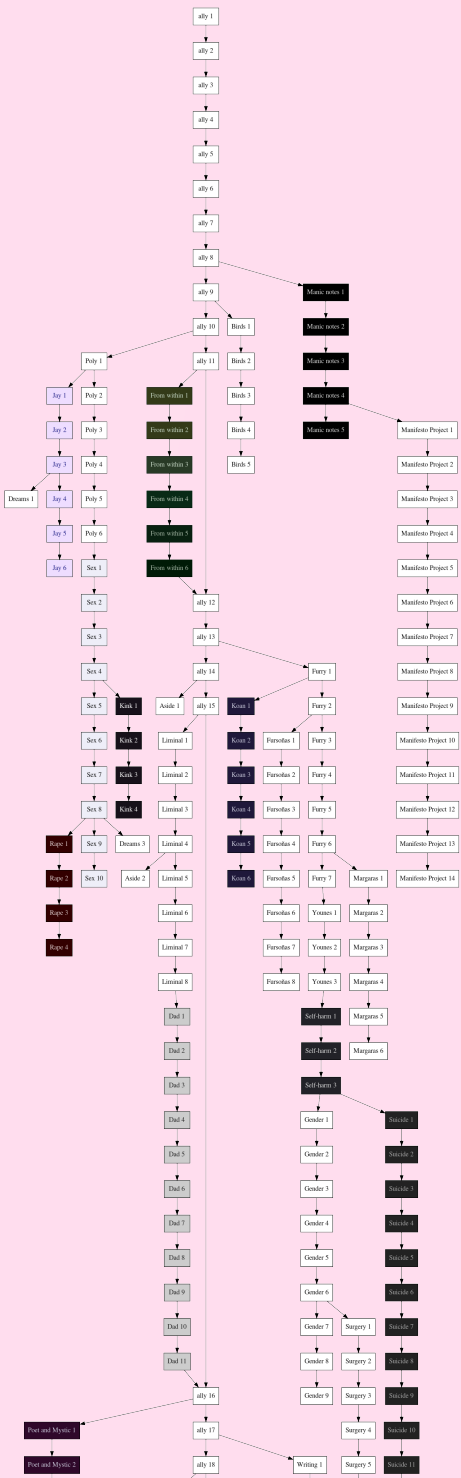 ally 1
ally 2
ally 3
ally 4
ally 5
ally 6
ally 7
ally 8
ally 9 Manic notes 1
ally 10 Birds 1 Manic notes 2
Poly 1 ally 11 Birds 2 Manic notes 3
Jay 1 Poly 2 From within 1 Birds 3 Manic notes 4
Jay 2 Poly 3 From within 2 Birds 4 Manic notes 5 Manifesto Project 1
Jay 3 Poly 4 From within 3 Birds 5 Manifesto Project 2
Dreams 1 Jay 4 Poly 5 From within 4 Manifesto Project 3
Jay 5 Poly 6 From within 5 Manifesto Project 4
Jay 6 Sex 1 From within 6 Manifesto Project 5
Sex 2 ally 12 Manifesto Project 6
Sex 3 ally 13 Manifesto Project 7
Sex 4 ally 14 Furry 1 Manifesto Project 8
Sex 5 Kink 1 Aside 1 ally 15 Koan 1 Furry 2 Manifesto Project 9
Sex 6 Kink 2 Liminal 1 Koan 2 Fursoñas 1 Furry 3 Manifesto Project 10
Sex 7 Kink 3 Liminal 2 Koan 3 Fursoñas 2 Furry 4 Manifesto Project 11
Sex 8 Kink 4 Liminal 3 Koan 4 Fursoñas 3 Furry 5 Manifesto Project 12
Rape 1 Sex 9 Dreams 3 Liminal 4 Koan 5 Fursoñas 4 Furry 6 Manifesto Project 13
Rape 2 Sex 10 Aside 2 Liminal 5 Koan 6 Fursoñas 5 Furry 7 Margaras 1 Manifesto Project 14
Rape 3 Liminal 6 Fursoñas 6 Younes 1 Margaras 2
Rape 4 Liminal 7 Fursoñas 7 Younes 2 Margaras 3
Liminal 8 Fursoñas 8 Younes 3 Margaras 4
Dad 1 Self-harm 1 Margaras 5
Dad 2 Self-harm 2 Margaras 6
Dad 3 Self-harm 3
Dad 4 Gender 1 Suicide 1
Dad 5 Gender 2 Suicide 2
Dad 6 Gender 3 Suicide 3
Dad 7 Gender 4 Suicide 4
Dad 8 Gender 5 Suicide 5
Dad 9 Gender 6 Suicide 6
Dad 10 Gender 7 Surgery 1 Suicide 7
Dad 11 Gender 8 Surgery 2 Suicide 8
ally 16 Gender 9 Surgery 3 Suicide 9
Poet and Mystic 1 ally 17 Surgery 4 Suicide 10
Poet and Mystic 2 ally 18 Writing 1 Surgery 5 Suicide 11